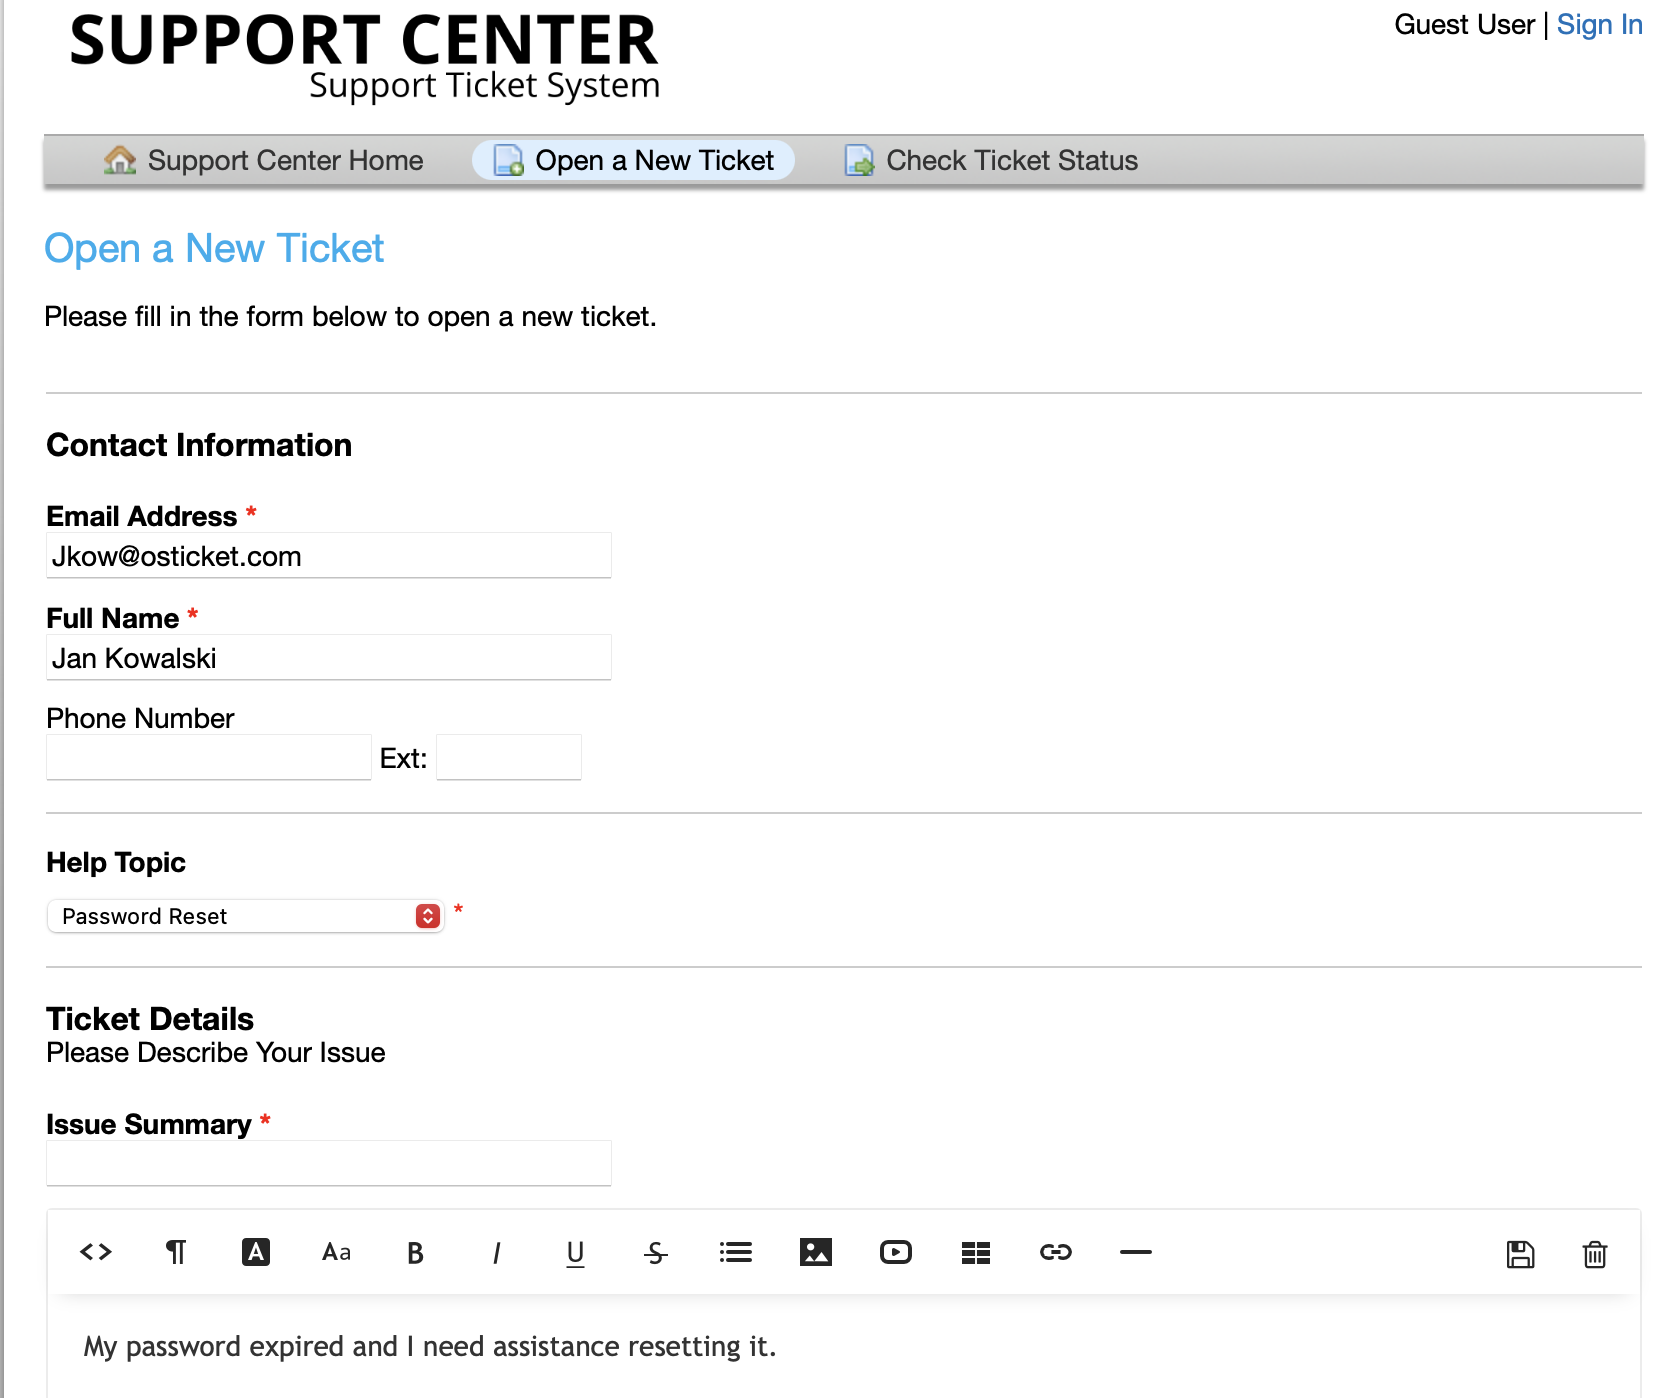 SUPPORT CENTER
Support Ticket System
Guest User | Sign In
Support Center Home Open a New Ticket Check Ticket Status
Open a New Ticket
Please fill in the form below to open a new ticket.
Contact Information
Email Address *
Jkow@osticket.com
Full Name *
Jan Kowalski
Phone Number
Ext:
Help Topic
Password Reset *
Ticket Details
Please Describe Your Issue
Issue Summary *
<> ¶ A Aa B I U S
My password expired and I need assistance resetting it.